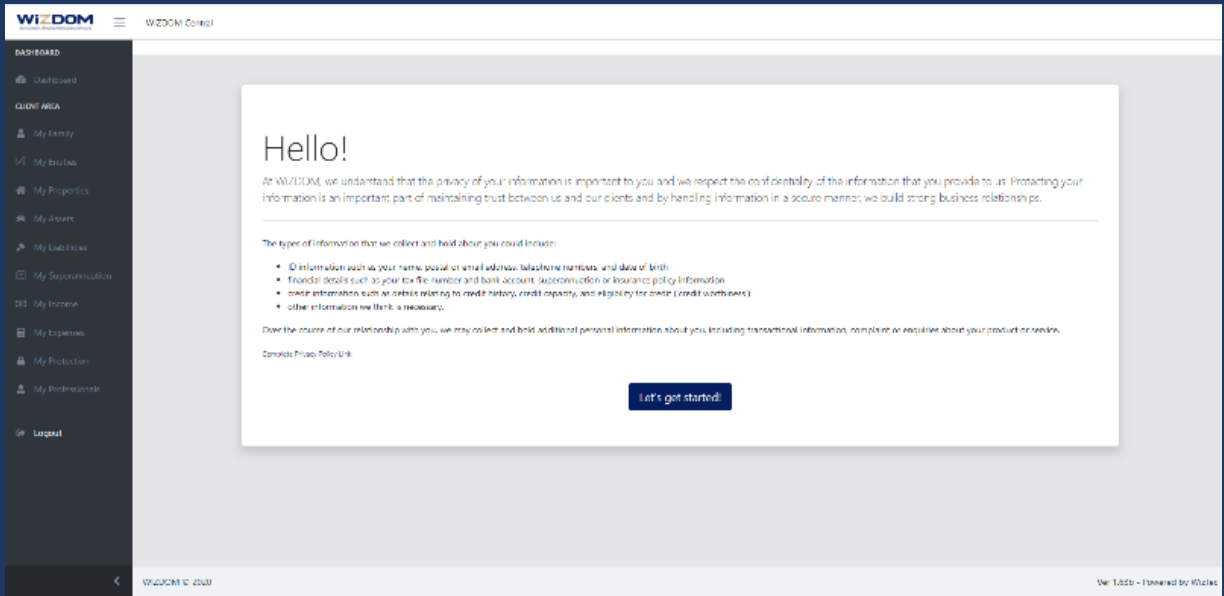 WiZDOM
WiZDOM Central
DASHBOARD
Dashboard
CLIENT AREA
My Family
My Entities
My Properties
My Assets
My Liabilities
My Superannuation
My Income
My Expenses
My Protection
My Professionals
Logout
Hello!
At WiZDOM, we understand that the privacy of your information is important to you and we respect the confidentiality of the information that you provide to us. Protecting your
information is an important part of maintaining trust between us and our clients and by handling information in a secure manner, we build strong business relationships.
The types of information that we collect and hold about you could include:
ID information such as your name, postal or email address, telephone numbers, and date of birth
financial details such as your tax file number and bank account, superannuation or insurance policy information
credit information such as details relating to credit history, credit capacity, and eligibility for credit ('credit worthiness')
other information we think is necessary.
Over the course of our relationship with you, we may collect and hold additional personal information about you, including transactional information, complaint or enquiries about your product or service.
Complete Privacy Policy Link
Let's get started!
WiZDOM © 2020
Ver - Powered by WizTec